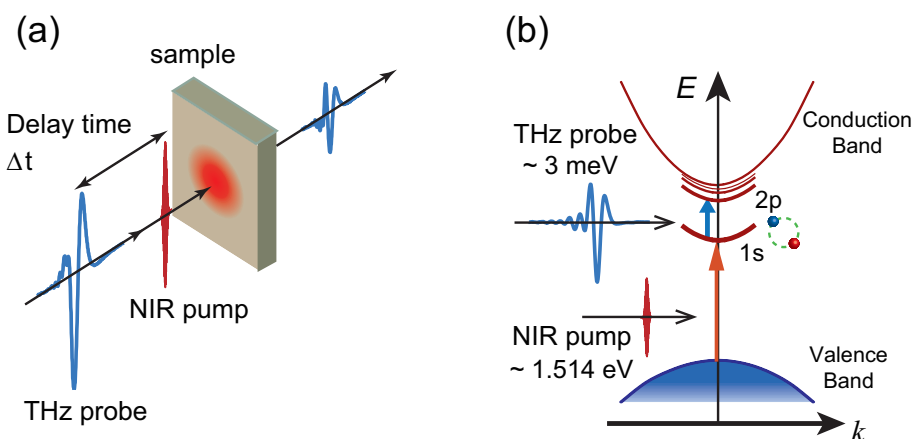 (a)
sample
Delay time
Δt
NIR pump
THz probe
(b)
E
Conduction
Band
THz probe
~ 3 meV
2p
1s
NIR pump
~ 1.514 eV
Valence
Band
k